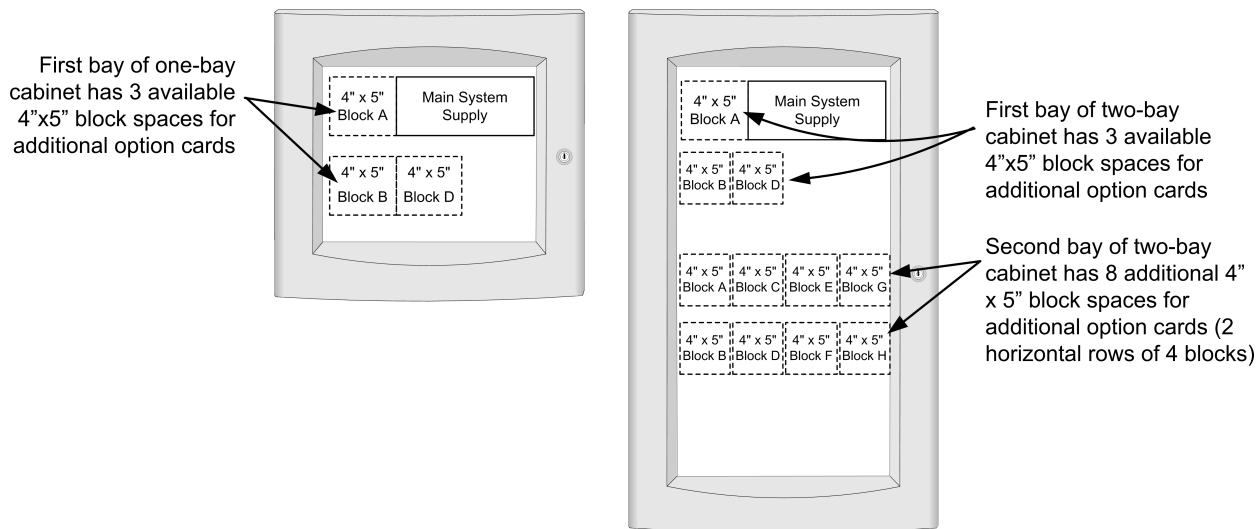 First bay of one-bay
cabinet has 3 available
4”x5” block spaces for
additional option cards
4" x 5"
Block A
Main System
Supply
4" x 5"
Block B
4" x 5"
Block D
4" x 5"
Block A
Main System
Supply
4" x 5"
Block B
4" x 5"
Block D
First bay of two-bay
cabinet has 3 available
4”x5” block spaces for
additional option cards
4" x 5"
Block A
4" x 5"
Block C
4" x 5"
Block E
4" x 5"
Block G
4" x 5"
Block B
4" x 5"
Block D
4" x 5"
Block F
4" x 5"
Block H
Second bay of two-bay
cabinet has 8 additional 4”
x 5” block spaces for
additional option cards (2
horizontal rows of 4 blocks)